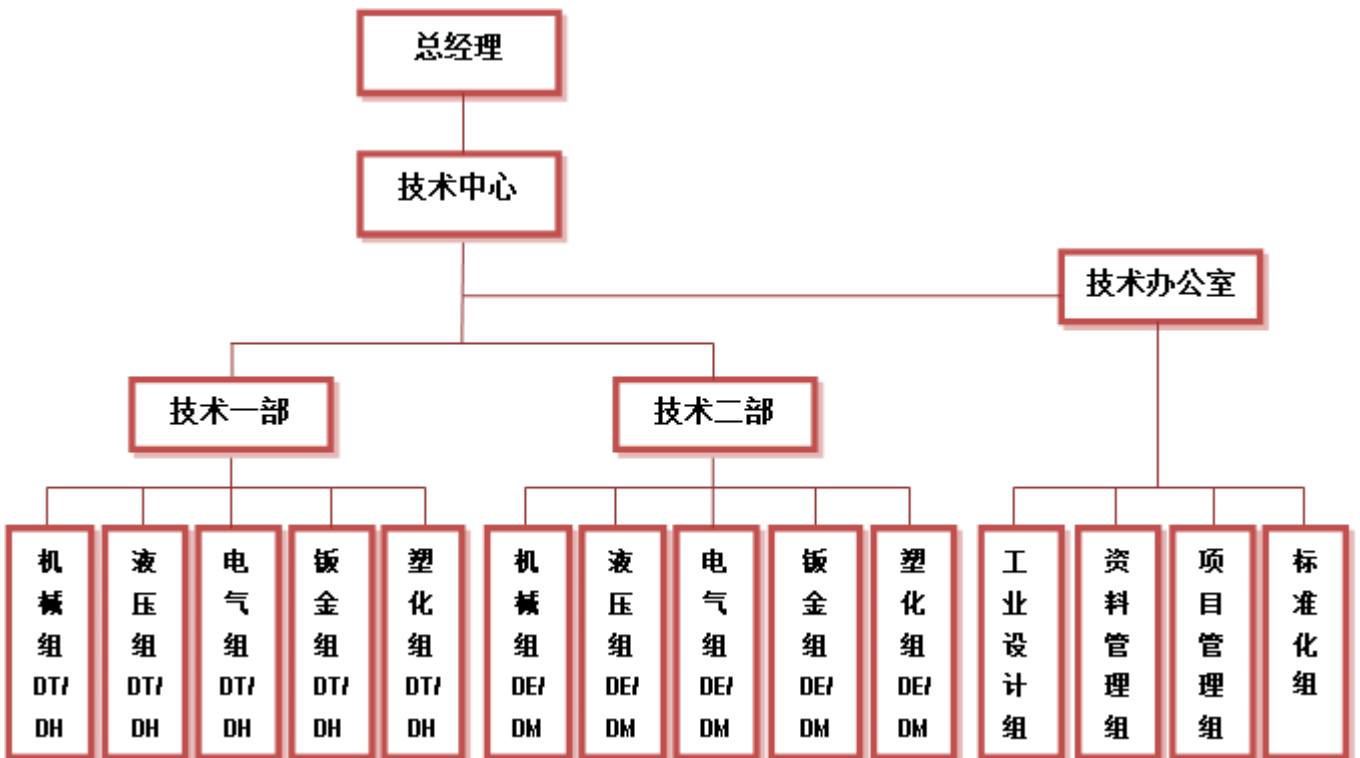 总经理
技术中心
技术办公室
技术一部
技术二部
机械组DT/DH
液压组DT/DH
电气组DT/DH
钣金组DT/DH
塑化组DT/DH
机械组DE/DM
液压组DE/DM
电气组DE/DM
钣金组DE/DM
塑化组DE/DM
工业设计组
资料管理组
项目管理组
标准化组